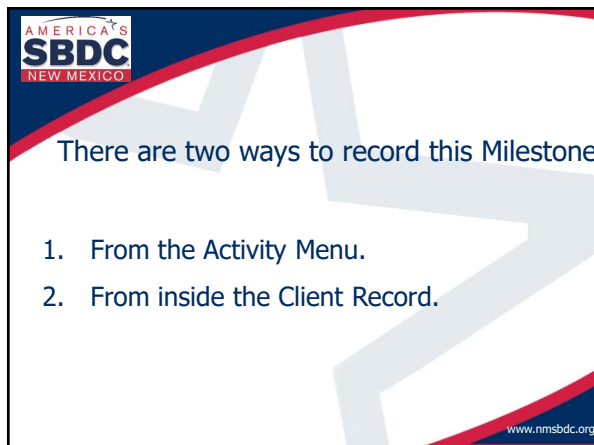 AMERICA'S
SBDC
NEW MEXICO
There are two ways to record this Milestone
1. From the Activity Menu.
2. From inside the Client Record.
www.nmsbdc.org